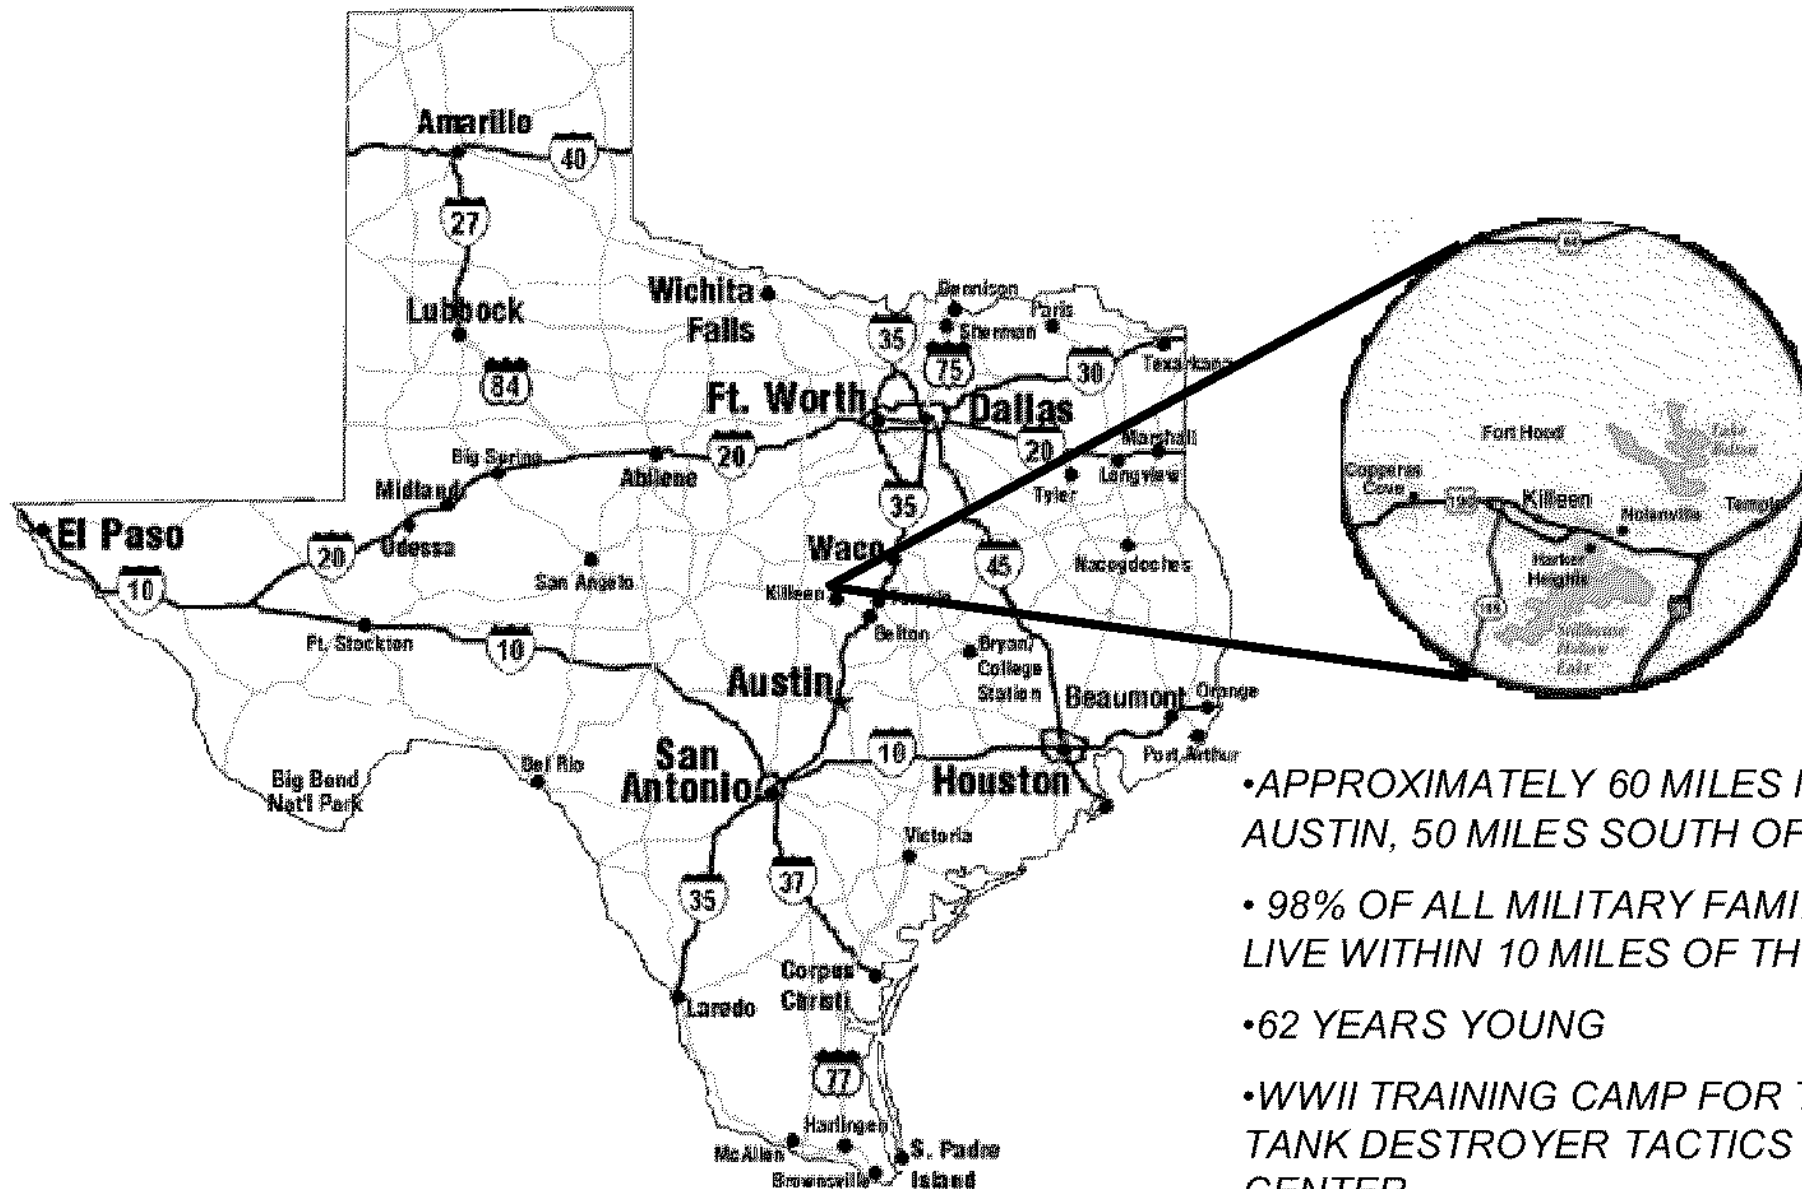 Amarillo
40
27
Lubbock
84
Wichita
Falls
Dennison
Sherman
Paris
35
75
30
Texarkana
Ft. Worth
Dallas
20
20
Marshall
Longview
Tyler
Big Spring
Abilene
Midland
Odessa
35
El Paso
20
10
San Angelo
Waco
45
Nacogdoches
Killeen
Belton
Ft. Stockton
10
Bryan/
College
Station
Austin
Beaumont
Orange
Port Arthur
San
Antonio
10
Houston
Big Bend
Nat'l Park
Del Rio
Victoria
35
37
Corpus
Christi
Laredo
77
Harlingen
McAllen
Brownsville
S. Padre
Island
Fort Hood
Copperas
Cove
190
Killeen
Nolanville
Temple
Harker
Heights
Lake
•APPROXIMATELY 60 MILES
AUSTIN, 50 MILES SOUTH OF
• 98% OF ALL MILITARY
LIVE WITHIN 10 MILES OF
•62 YEARS YOUNG
•WWII TRAINING CAMP FOR
TANK DESTROYER TACTICS
CENTER